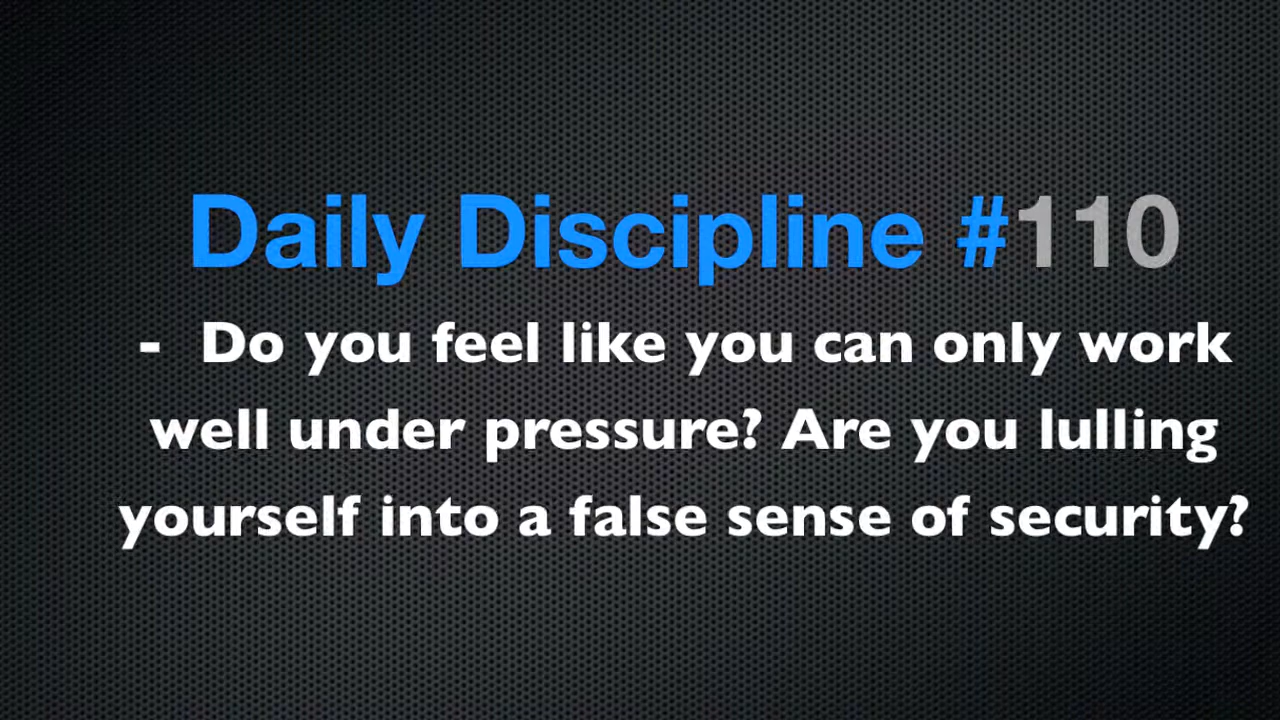 Daily Discipline #110
- Do you feel like you can only work
well under pressure? Are you lulling
yourself into a false sense of security?